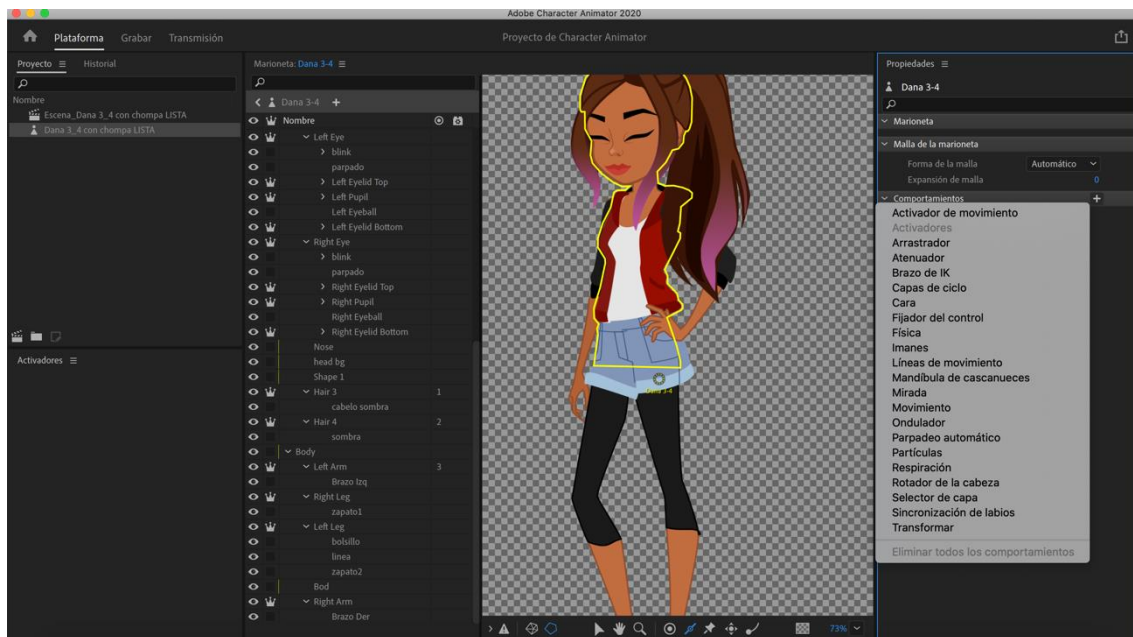 Adobe Character Animator 2020
Plataforma Grabar Transmisión Proyecto de Character Animator
Proyecto Historial
Nombre
Escena_Dana 3_4 con chompa LISTA
Dana 3_4 con chompa LISTA
Activadores
Marioneta: Dana 3-4
Dana 3-4 +
Nombre
Left Eye
blink
parpado
Left Eyelid Top
Left Pupil
Left Eyeball
Left Eyelid Bottom
Right Eye
blink
parpado
Right Eyelid Top
Right Pupil
Right Eyeball
Right Eyelid Bottom
Nose
head bg
Shape 1
Hair 3 1
cabelo sombra
Hair 4 2
sombra
Body
Left Arm 3
Brazo Izq
Right Leg
zapato1
Left Leg
bolsillo
linea
zapato2
Bod
Right Arm
Brazo Der
Dana 3-4
73%
Propiedades
Dana 3-4
Marioneta
Malla de la marioneta
Forma de la malla Automático
Expansión de malla 0
Comportamientos +
Activador de movimiento
Activadores
Arrastrador
Atenuador
Brazo de IK
Capas de ciclo
Cara
Fijador del control
Física
Imanes
Líneas de movimiento
Mandíbula de cascanueces
Mirada
Movimiento
Ondulador
Parpadeo automático
Partículas
Respiración
Rotador de la cabeza
Selector de capa
Sincronización de labios
Transformar
Eliminar todos los comportamientos